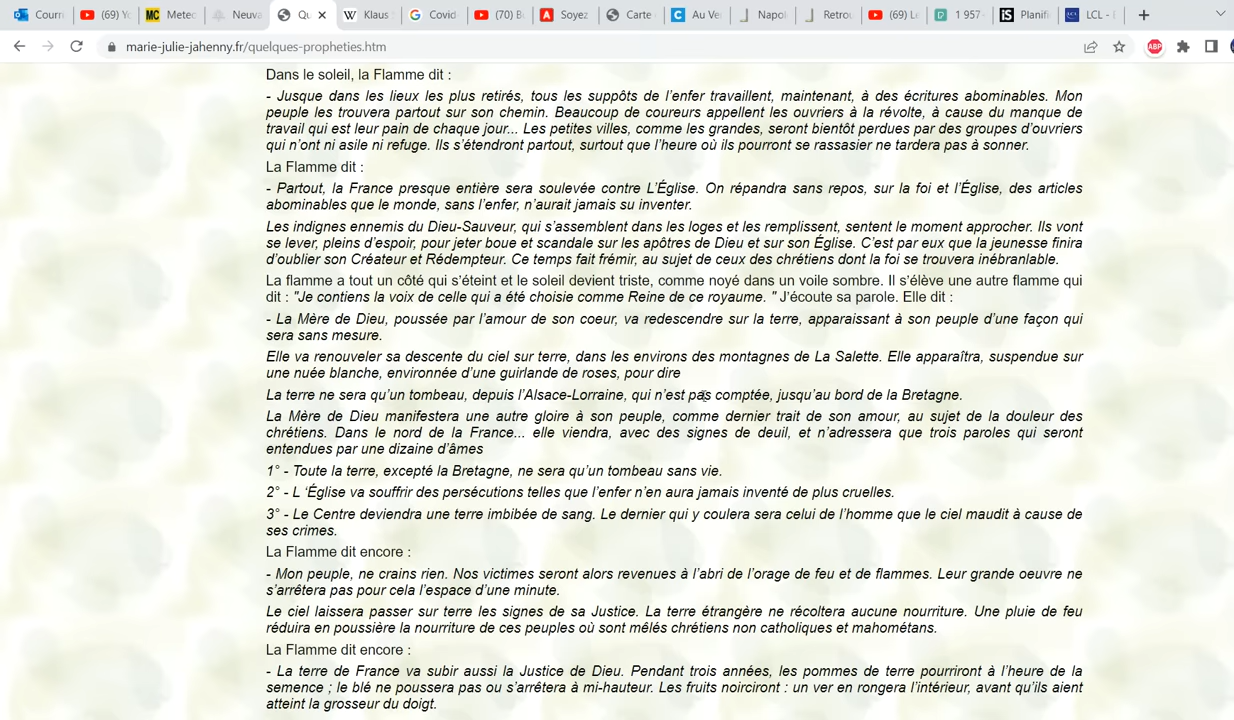 Courri
(69) Yo
Metec
Neuva
Qu
Klaus
Covid
(70) Bu
Soyez
Carte
Au Ve
Napol
Retrou
(69) Le
1 957
Planifi
LCL - E
marie-julie-jahenny.fr/quelques-propheties.htm
ABP
Dans le soleil, la Flamme dit :
- Jusque dans les lieux les plus retirés, tous les suppôts de l'enfer travaillent, maintenant, à des écritures abominables. Mon
peuple les trouvera partout sur son chemin. Beaucoup de coureurs appellent les ouvriers à la révolte, à cause du manque de
travail qui est leur pain de chaque jour... Les petites villes, comme les grandes, seront bientôt perdues par des groupes d'ouvriers
qui n'ont ni asile ni refuge. Ils s'étendront partout, surtout que l'heure où ils pourront se rassasier ne tardera pas à sonner.
La Flamme dit :
- Partout, la France presque entière sera soulevée contre L'Église. On répandra sans repos, sur la foi et l'Église, des articles
abominables que le monde, sans l'enfer, n'aurait jamais su inventer.
Les indignes ennemis du Dieu-Sauveur, qui s'assemblent dans les loges et les remplissent, sentent le moment approcher. Ils vont
se lever, pleins d'espoir, pour jeter boue et scandale sur les apôtres de Dieu et sur son Église. C'est par eux que la jeunesse finira
d'oublier son Créateur et Rédempteur. Ce temps fait frémir, au sujet de ceux des chrétiens dont la foi se trouvera inébranlable.
La flamme a tout un côté qui s'éteint et le soleil devient triste, comme noyé dans un voile sombre. Il s'élève une autre flamme qui
dit : "Je contiens la voix de celle qui a été choisie comme Reine de ce royaume. " J'écoute sa parole. Elle dit :
- La Mère de Dieu, poussée par l'amour de son coeur, va redescendre sur la terre, apparaissant à son peuple d'une façon qui
sera sans mesure.
Elle va renouveler sa descente du ciel sur terre, dans les environs des montagnes de La Salette. Elle apparaîtra, suspendue sur
une nuée blanche, environnée d'une guirlande de roses, pour dire
La terre ne sera qu'un tombeau, depuis l'Alsace-Lorraine, qui n'est pas comptée, jusqu'au bord de la Bretagne.
La Mère de Dieu manifestera une autre gloire à son peuple, comme dernier trait de son amour, au sujet de la douleur des
chrétiens. Dans le nord de la France... elle viendra, avec des signes de deuil, et n'adressera que trois paroles qui seront
entendues par une dizaine d'âmes
1° - Toute la terre, excepté la Bretagne, ne sera qu'un tombeau sans vie.
2° - L 'Église va souffrir des persécutions telles que l'enfer n'en aura jamais inventé de plus cruelles.
3° - Le Centre deviendra une terre imbibée de sang. Le dernier qui y coulera sera celui de l'homme que le ciel maudit à cause de
ses crimes.
La Flamme dit encore :
- Mon peuple, ne crains rien. Nos victimes seront alors revenues à l'abri de l'orage de feu et de flammes. Leur grande oeuvre ne
s'arrêtera pas pour cela l'espace d'une minute.
Le ciel laissera passer sur terre les signes de sa Justice. La terre étrangère ne récoltera aucune nourriture. Une pluie de feu
réduira en poussière la nourriture de ces peuples où sont mêlés chrétiens non catholiques et mahométans.
La Flamme dit encore :
- La terre de France va subir aussi la Justice de Dieu. Pendant trois années, les pommes de terre pourriront à l'heure de la
semence ; le blé ne poussera pas ou s'arrêtera à mi-hauteur. Les fruits noirciront : un ver en rongera l'intérieur, avant qu'ils aient
atteint la grosseur du doigt.